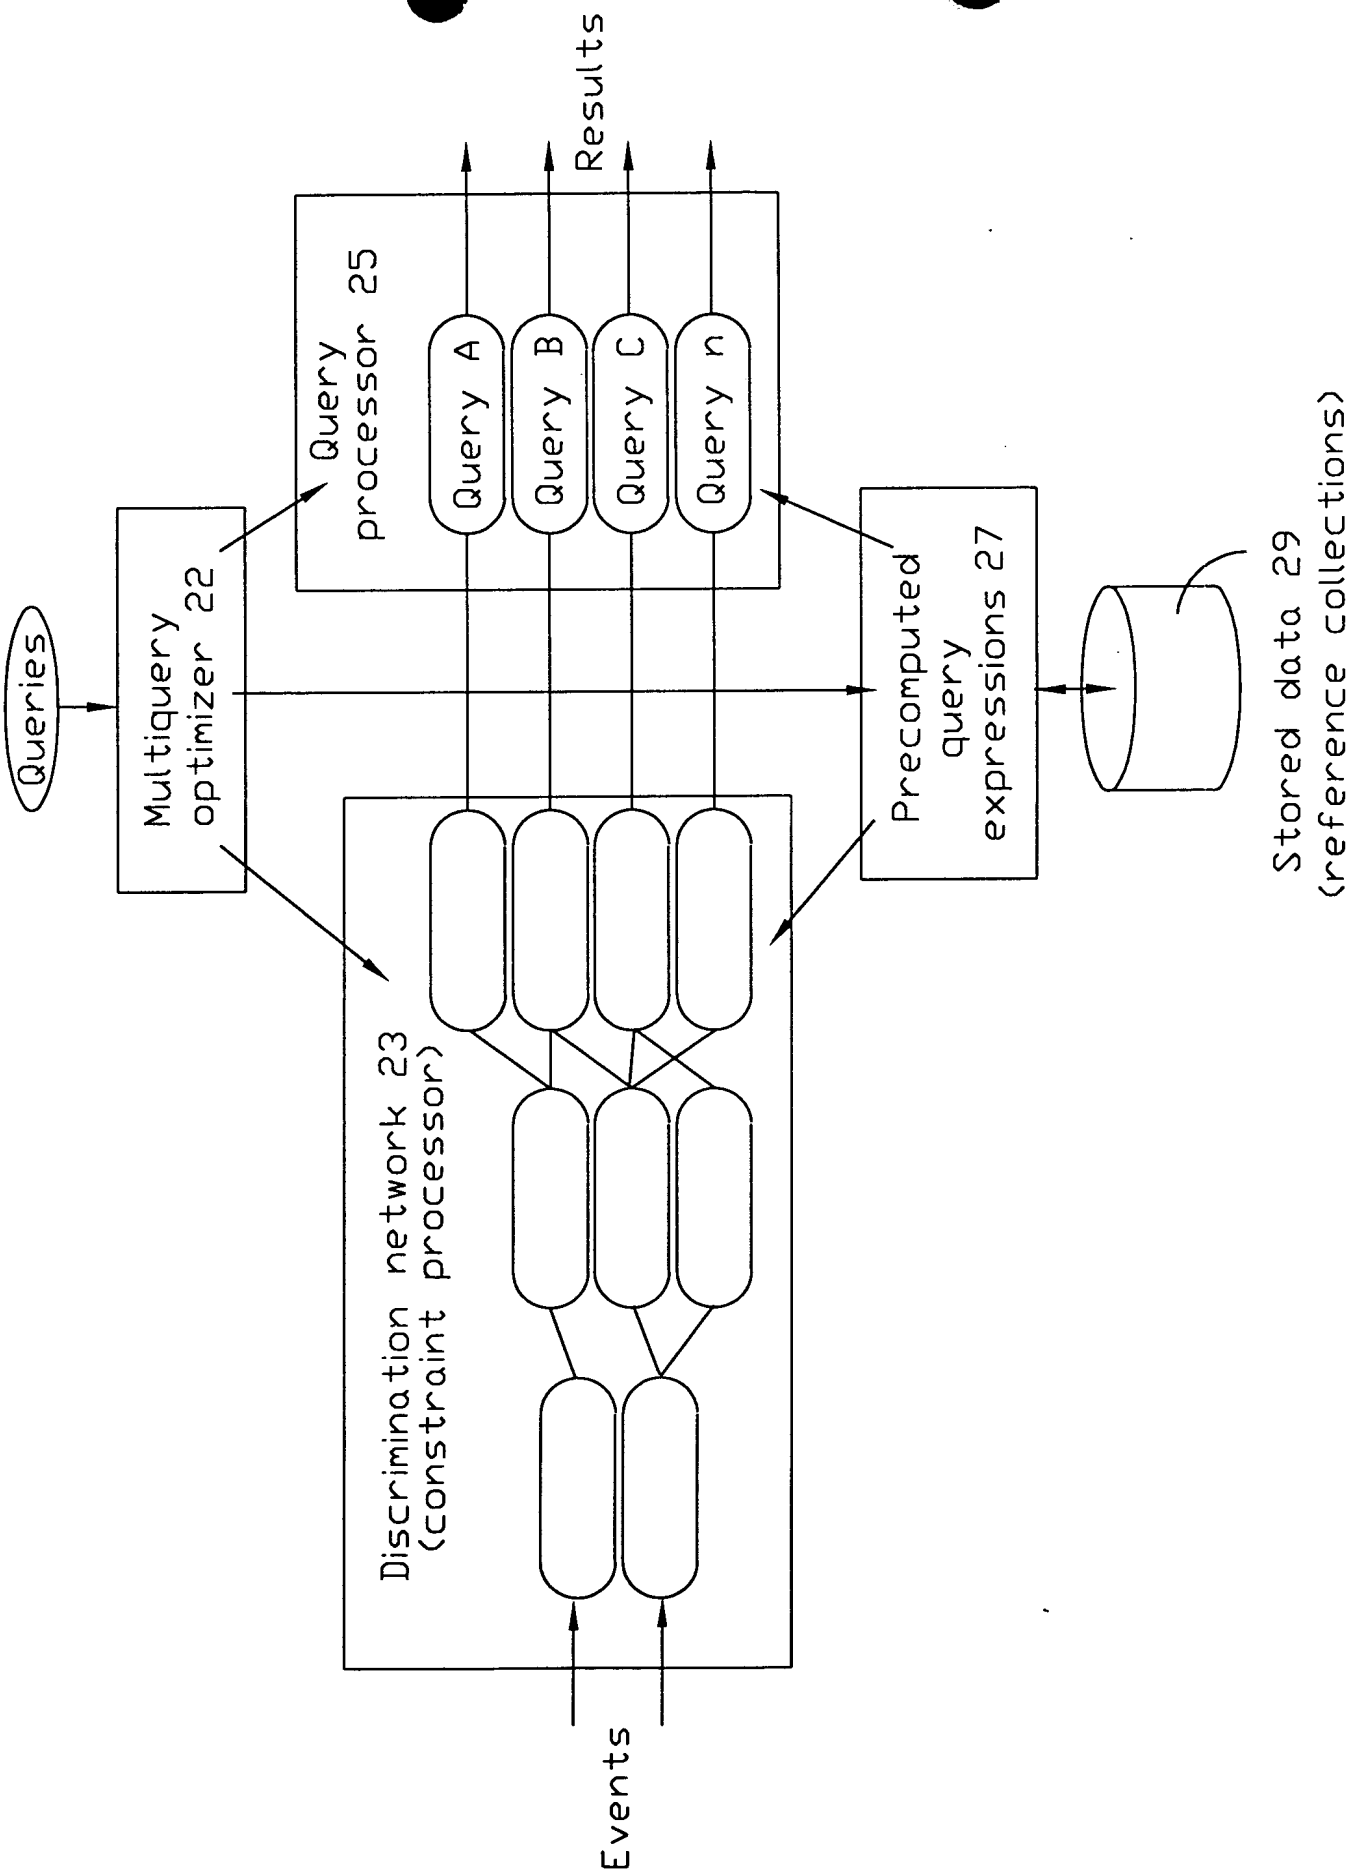 Queries
Multiquery
optimizer 22
Discrimination network 23
(constraint processor)
Query
processor 25
Query A
Query B
Query C
Query n
Events
Results
Precomputed
query
expressions 27
Stored data 29
(reference collections)